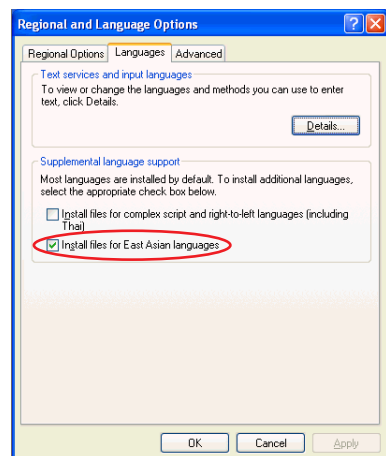 Regional and Language Options
Regional Options Languages Advanced
Text services and input languages
To view or change the languages and methods you can use to enter
text, click Details.
Details...
Supplemental language support
Most languages are installed by default. To install additional languages,
select the appropriate check box below.
Install files for complex script and right-to-left languages (including
Thai)
Install files for East Asian languages
OK Cancel Apply